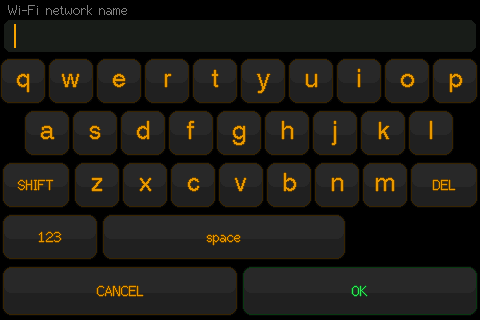 Wi-Fi network name
q w e r t y u i o p
a s d f g h j k l
SHIFT z x c v b n m DEL
123 space
CANCEL OK